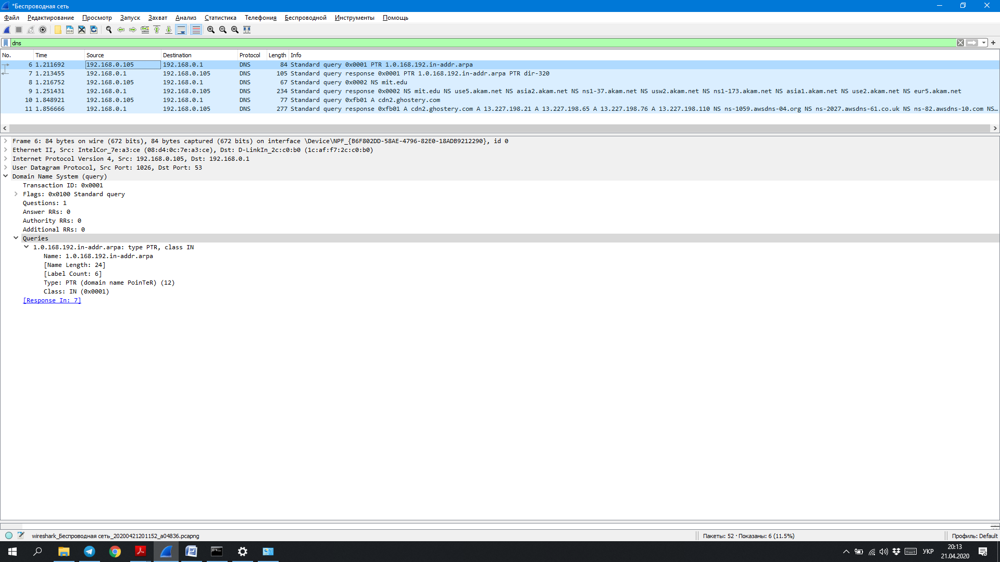 *Беспроводная сеть
Файл Редактирование Просмотр Запуск Захват Анализ Статистика Телефония Беспроводной Инструменты Помощь
dns
No. Time Source Destination Protocol Length Info
6 1.211692 192.168.0.105 192.168.0.1 DNS 84 Standard query 0x0001 PTR 1.0.168.192.in-addr.arpa
7 1.213455 192.168.0.1 192.168.0.105 DNS 105 Standard query response 0x0001 PTR 1.0.168.192.in-addr.arpa PTR dir-320
8 1.216752 192.168.0.105 192.168.0.1 DNS 67 Standard query 0x0002 NS mit.edu
9 1.251431 192.168.0.1 192.168.0.105 DNS 234 Standard query response 0x0002 NS mit.edu NS use5.akam.net NS asia2.akam.net NS ns1-37.akam.net NS usw2.akam.net NS ns1-173.akam.net NS asia1.akam.net NS use2.akam.net NS eur5.akam.net
10 1.848921 192.168.0.105 192.168.0.1 DNS 77 Standard query 0xfb01 A cdn2.ghostery.com
11 1.856666 192.168.0.1 192.168.0.105 DNS 277 Standard query response 0xfb01 A cdn2.ghostery.com A 13.227.198.21 A 13.227.198.65 A 13.227.198.76 A 13.227.198.110 NS ns-1059.awsdns-04.org NS ns-2027.awsdns-61.co.uk NS ns-82.awsdns-10.com NS…
Frame 6: 84 bytes on wire (672 bits), 84 bytes captured (672 bits) on interface \Device\NPF_{B6F802DD-58AE-4796-82E0-18ADB9212290}, id 0
Ethernet II, Src: IntelCor_7e:a3:ce (08:d4:0c:7e:a3:ce), Dst: D-LinkIn_2c:c0:b0 (1c:af:f7:2c:c0:b0)
Internet Protocol Version 4, Src: 192.168.0.105, Dst: 192.168.0.1
User Datagram Protocol, Src Port: 1026, Dst Port: 53
Domain Name System (query)
Transaction ID: 0x0001
Flags: 0x0100 Standard query
Questions: 1
Answer RRs: 0
Authority RRs: 0
Additional RRs: 0
Queries
1.0.168.192.in-addr.arpa: type PTR, class IN
Name: 1.0.168.192.in-addr.arpa
[Name Length: 24]
[Label Count: 6]
Type: PTR (domain name PoinTeR) (12)
Class: IN (0x0001)
[Response In: 7]
wireshark_Беспроводная сеть_20200421201152_a04836.pcapng Пакеты: 52 · Показаны: 6 (11.5%) Профиль: Default
УКР 20:13
21.04.2020